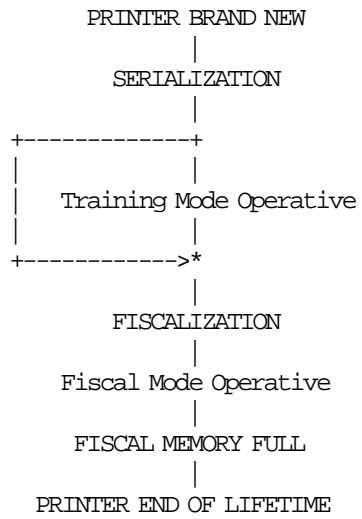 PRINTER BRAND NEW
SERIALIZATION
Training Mode Operative
FISCALIZATION
Fiscal Mode Operative
FISCAL MEMORY FULL
PRINTER END OF LIFETIME